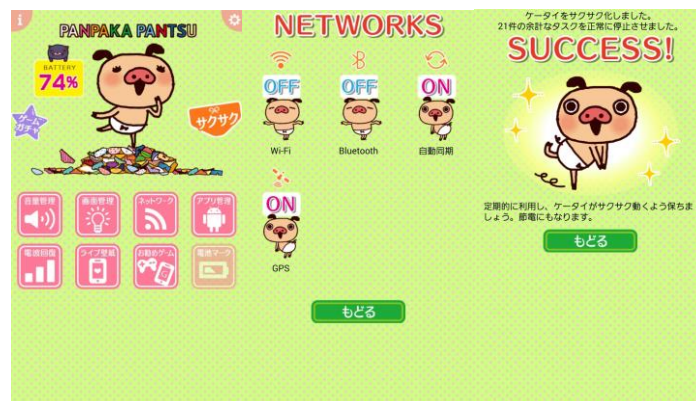 PANPAKA PANTSU
BATTERY
74%
ゲーム
ガチャ
サクサク
音量管理
画面管理
ネットワーク
アプリ管理
電波回復
ライブ壁紙
お勧めゲーム
電池マーク
NETWORKS
OFF
OFF
ON
Wi-Fi
Bluetooth
自動同期
ON
GPS
もどる
ケータイをサクサク化しました。
21件の余計なタスクを正常に停止させました。
SUCCESS!
定期的に利用し、ケータイがサクサク動くよう保ちま
しょう。節電にもなります。
もどる